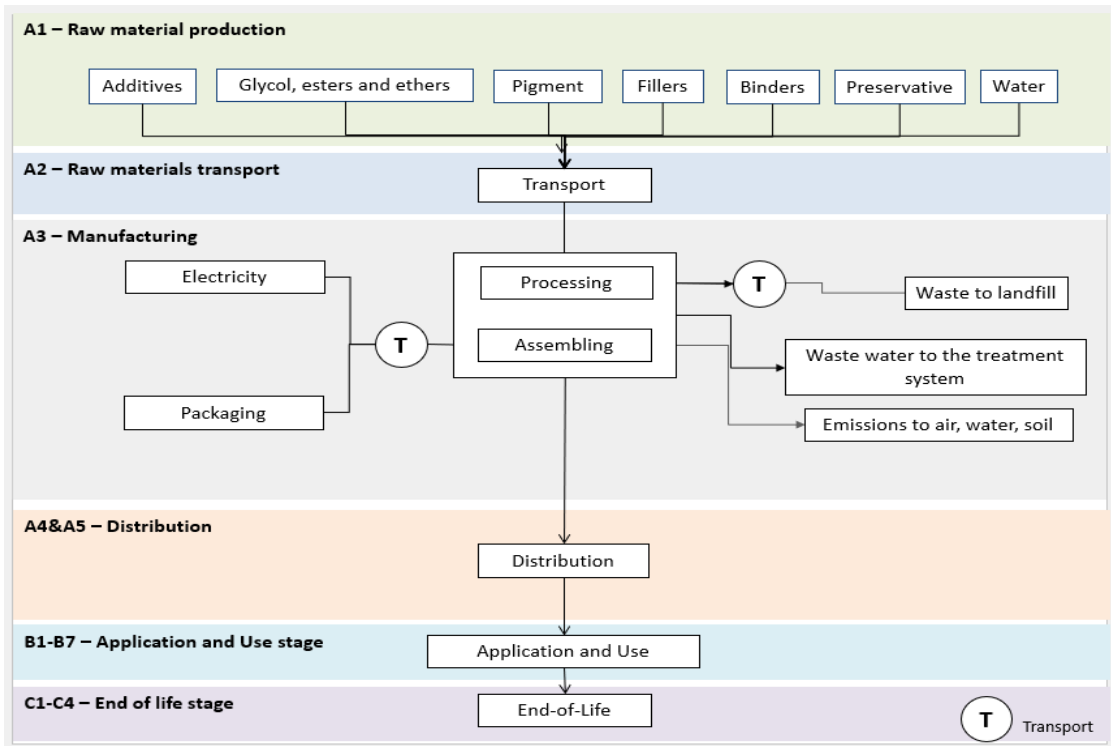 A1 – Raw material production
Additives
Glycol, esters and ethers
Pigment
Fillers
Binders
Preservative
Water
A2 – Raw materials transport
Transport
A3 – Manufacturing
Electricity
Processing
T
Waste to landfill
T
Assembling
Waste water to the treatment
system
Packaging
Emissions to air, water, soil
A4&A5 – Distribution
Distribution
B1-B7 – Application and Use stage
Application and Use
C1-C4 – End of life stage
End-of-Life
T
Transport